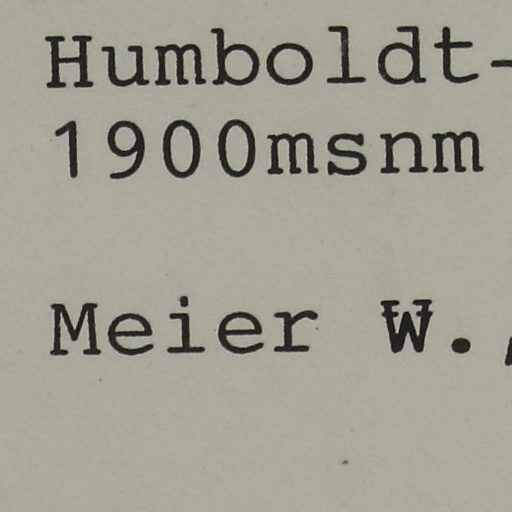 Humboldt-
1900msnm
Meier W.,